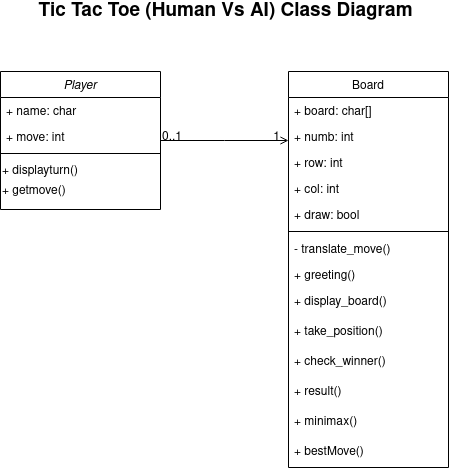 Tic Tac Toe (Human Vs AI) Class Diagram
Player
+ name: char
+ move: int
+ displayturn()
+ getmove()
0..1
1
Board
+ board: char[]
+ numb: int
+ row: int
+ col: int
+ draw: bool
- translate_move()
+ greeting()
+ display_board()
+ take_position()
+ check_winner()
+ result()
+ minimax()
+ bestMove()